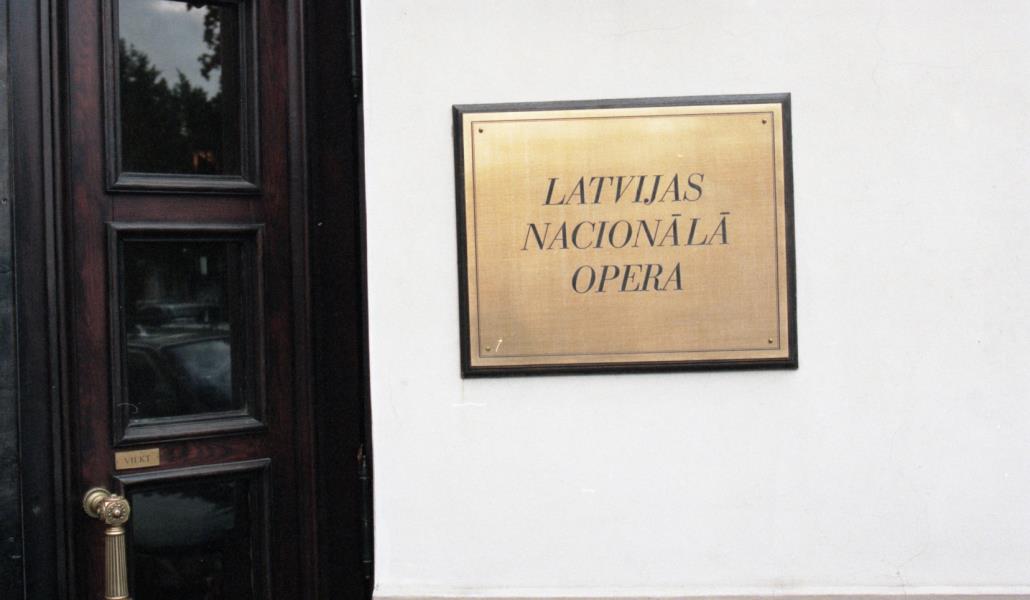 LATVIJAS
NACIONĀLĀ
OPERA
VILKT